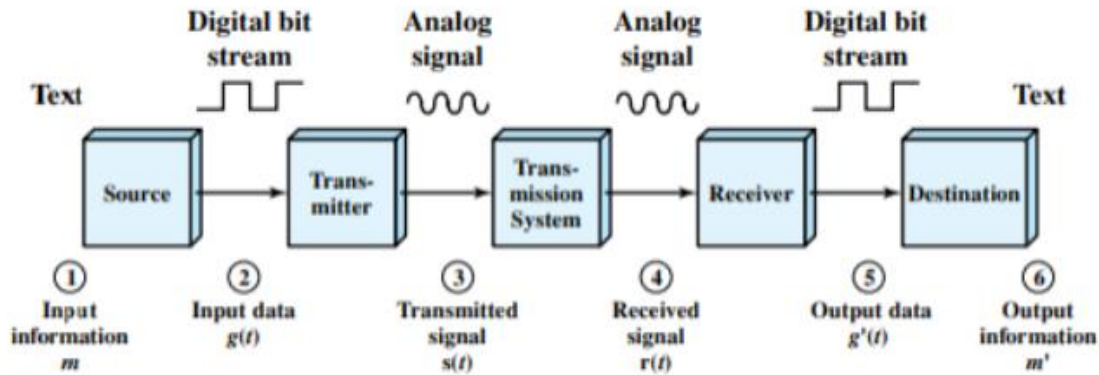 Digital bit
stream
Analog
signal
Analog
signal
Digital bit
stream
Text
Text
Source
Trans-
mitter
Trans-
mission
System
Receiver
Destination
1
Input
information
m
2
Input data
g(t)
3
Transmitted
signal
s(t)
4
Received
signal
r(t)
5
Output data
g'(t)
6
Output
information
m'